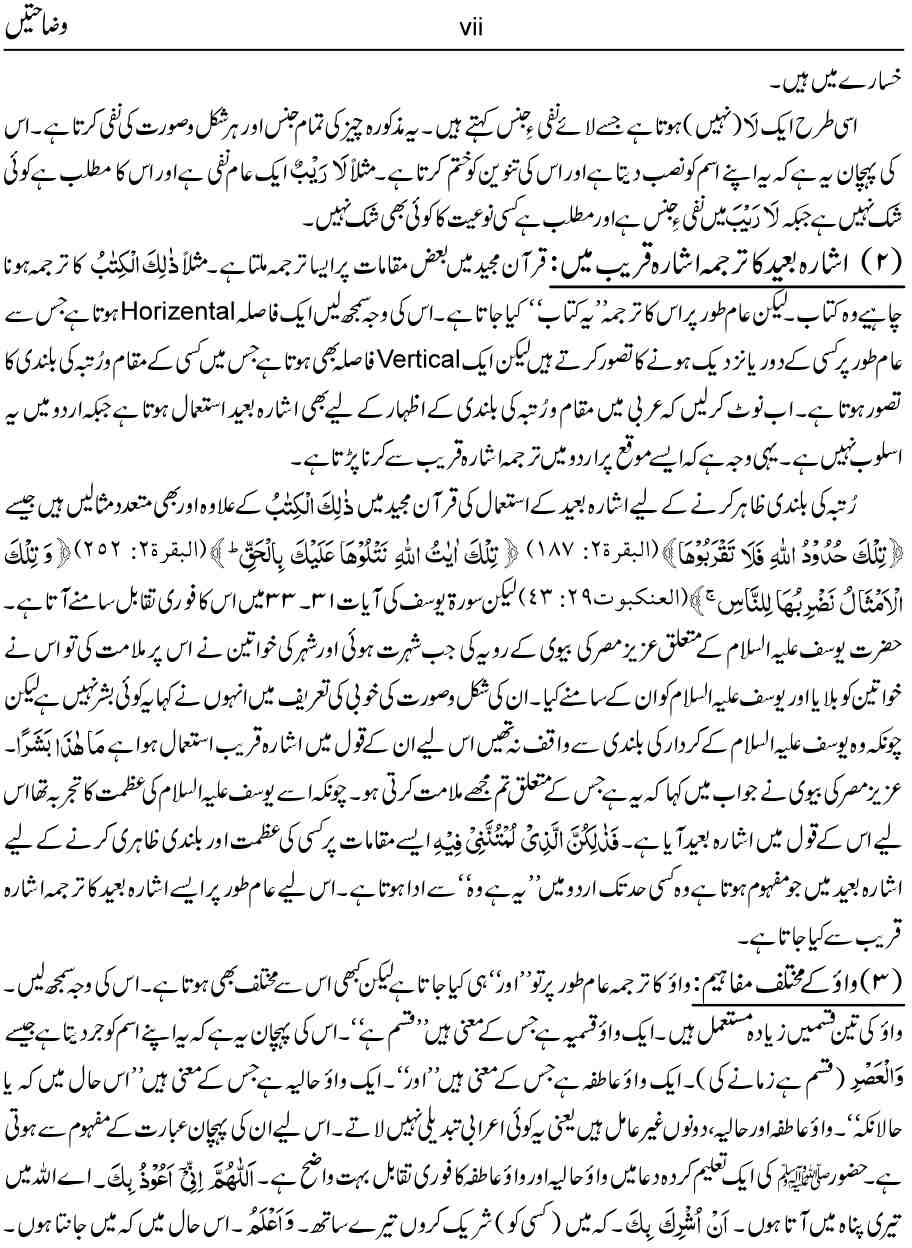 وضاحتیں vii
خسارے میں ہیں۔
اسی طرح ایک لَا (نہیں) ہوتا ہے جسے لائے نفیٔ جنس کہتے ہیں۔ یہ مذکورہ چیز کی تمام جنس اور ہر شکل وصورت کی نفی کرتا ہے۔ اس
کی پہچان یہ ہے کہ یہ اپنے اسم کو نصب دیتا ہے اور اس کی تنوین کو ختم کرتا ہے۔ مثلاً لَا رَیْبٌ ایک عام نفی ہے اور اس کا مطلب ہے کوئی
شک نہیں ہے جبکہ لَا رَیْبَ میں نفیٔ جنس ہے اور مطلب ہے کسی نوعیت کا کوئی بھی شک نہیں۔
(۲) اشارہ بعید کا ترجمہ اشارہ قریب میں: قرآن مجید میں بعض مقامات پر ایسا ترجمہ ملتا ہے۔ مثلاً ذٰلِكَ الْكِتٰبُ کا ترجمہ ہونا
چاہیے وہ کتاب۔ لیکن عام طور پر اس کا ترجمہ ’’یہ کتاب‘‘ کیا جاتا ہے۔ اس کی وجہ سمجھ لیں ایک فاصلہ Horizental ہوتا ہے جس سے
عام طور پر کسی کے دور یا نزدیک ہونے کا تصور کرتے ہیں لیکن ایک Vertical فاصلہ بھی ہوتا ہے جس میں کسی کے مقام ورُتبہ کی بلندی کا
تصور ہوتا ہے۔ اب نوٹ کرلیں کہ عربی میں مقام ورُتبہ کی بلندی کے اظہار کے لیے بھی اشارہ بعید استعمال ہوتا ہے جبکہ اردو میں یہ
اسلوب نہیں ہے۔ یہی وجہ ہے کہ ایسے موقع پر اردو میں ترجمہ اشارہ قریب سے کرنا پڑتا ہے۔
رُتبہ کی بلندی ظاہر کرنے کے لیے اشارہ بعید کے استعمال کی قرآن مجید میں ذٰلِكَ الْكِتٰبُ کے علاوہ اور بھی متعدد مثالیں ہیں جیسے
﴿تِلْكَ حُدُوْدُ اللّٰهِ فَلَا تَقْرَبُوْهَا﴾ (البقرة۲: ۱۸۷) ﴿تِلْكَ اٰیٰتُ اللّٰهِ نَتْلُوْهَا عَلَیْكَ بِالْحَقِّ ؕ﴾ (البقرة۲: ۲۵۲) ﴿وَ تِلْكَ
الْاَمْثَالُ نَضْرِبُهَا لِلنَّاسِ ۚ﴾ (العنكبوت۲۹: ۴۳) لیکن سورۃ یوسف کی آیات ۳۱۔ ۳۳ میں اس کا فوری تقابل سامنے آتا ہے۔
حضرت یوسف علیہ السلام کے متعلق عزیز مصر کی بیوی کے رویہ کی جب شہرت ہوئی اور شہر کی خواتین نے اس پر ملامت کی تو اس نے
خواتین کو بلایا اور یوسف علیہ السلام کو ان کے سامنے کیا۔ ان کی شکل وصورت کی خوبی کی تعریف میں انہوں نے کہا یہ کوئی بشر نہیں ہے لیکن
چونکہ وہ یوسف علیہ السلام کے کردار کی بلندی سے واقف نہ تھیں اس لیے ان کے قول میں اشارہ قریب استعمال ہوا ہے مَا هٰذَا بَشَرًا۔
عزیز مصر کی بیوی نے جواب میں کہا کہ یہ ہے جس کے متعلق تم مجھے ملامت کرتی ہو۔ چونکہ اسے یوسف علیہ السلام کی عظمت کا تجربہ تھا اس
لیے اس کے قول میں اشارہ بعید آیا ہے۔ فَذٰلِكُنَّ الَّذِیْ لُمْتُنَّنِیْ فِیْهِ ایسے مقامات پر کسی کی عظمت اور بلندی ظاہری کرنے کے لیے
اشارہ بعید میں جو مفہوم ہوتا ہے وہ کسی حد تک اردو میں ’’یہ ہے وہ‘‘ سے ادا ہوتا ہے۔ اس لیے عام طور پر ایسے اشارہ بعید کا ترجمہ اشارہ
قریب سے کیا جاتا ہے۔
(۳) واؤ کے مختلف مفاہیم: واؤ کا ترجمہ عام طور پر تو ’’اور‘‘ ہی کیا جاتا ہے لیکن کبھی اس سے مختلف بھی ہوتا ہے۔ اس کی وجہ سمجھ لیں۔
واؤ کی تین قسمیں زیادہ مستعمل ہیں۔ ایک واؤ قسمیہ ہے جس کے معنی ہیں ’’قسم ہے‘‘۔ اس کی پہچان یہ ہے کہ یہ اپنے اسم کو جر دیتا ہے جیسے
وَالْعَصْرِ (قسم ہے زمانے کی)۔ ایک واؤ عاطفہ ہے جس کے معنی ہیں ’’اور‘‘۔ ایک واؤ حالیہ ہے جس کے معنی ہیں ’’اس حال میں کہ یا
حالانکہ‘‘۔ واؤ عاطفہ اور حالیہ، دونوں غیر عامل ہیں یعنی یہ کوئی اعرابی تبدیلی نہیں لاتے۔ اس لیے ان کی پہچان عبارت کے مفہوم سے ہوتی
ہے۔ حضور ﷺ کی ایک تعلیم کردہ دعا میں واؤ حالیہ اور واؤ عاطفہ کا فوری تقابل بہت واضح ہے۔ اَللّٰهُمَّ اِنِّیْ اَعُوْذُ بِكَ۔ اے اللہ میں
تیری پناہ میں آتا ہوں۔ اَنْ اُشْرِكَ بِكَ۔ کہ میں (کسی کو) شریک کروں تیرے ساتھ۔ وَاَعْلَمُ۔ اس حال میں کہ میں جانتا ہوں۔